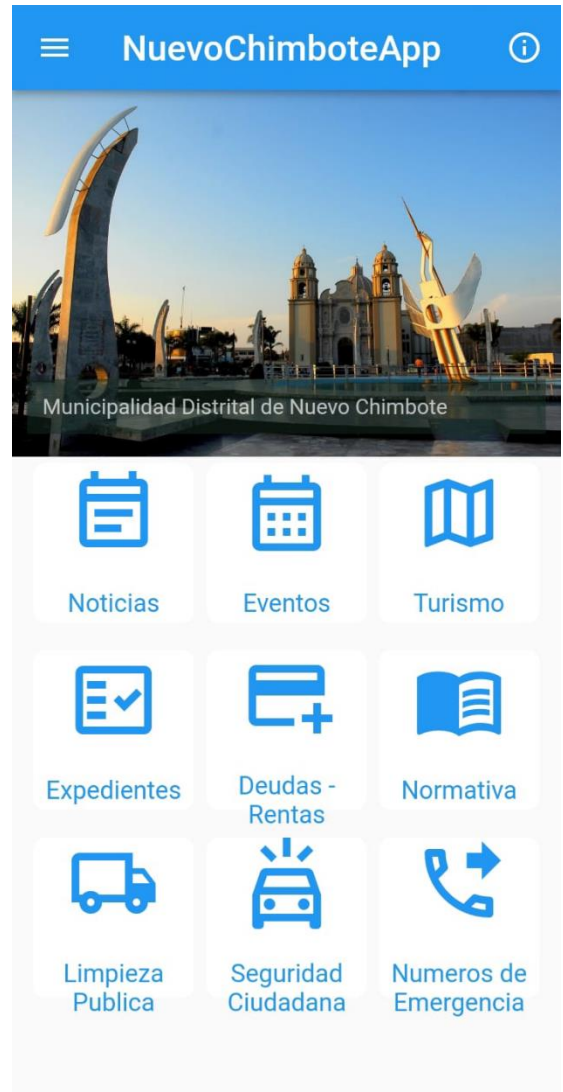 NuevoChimboteApp
Municipalidad Distrital de Nuevo Chimbote
Noticias
Eventos
Turismo
Expedientes
Deudas -
Rentas
Normativa
Limpieza
Publica
Seguridad
Ciudadana
Numeros de
Emergencia